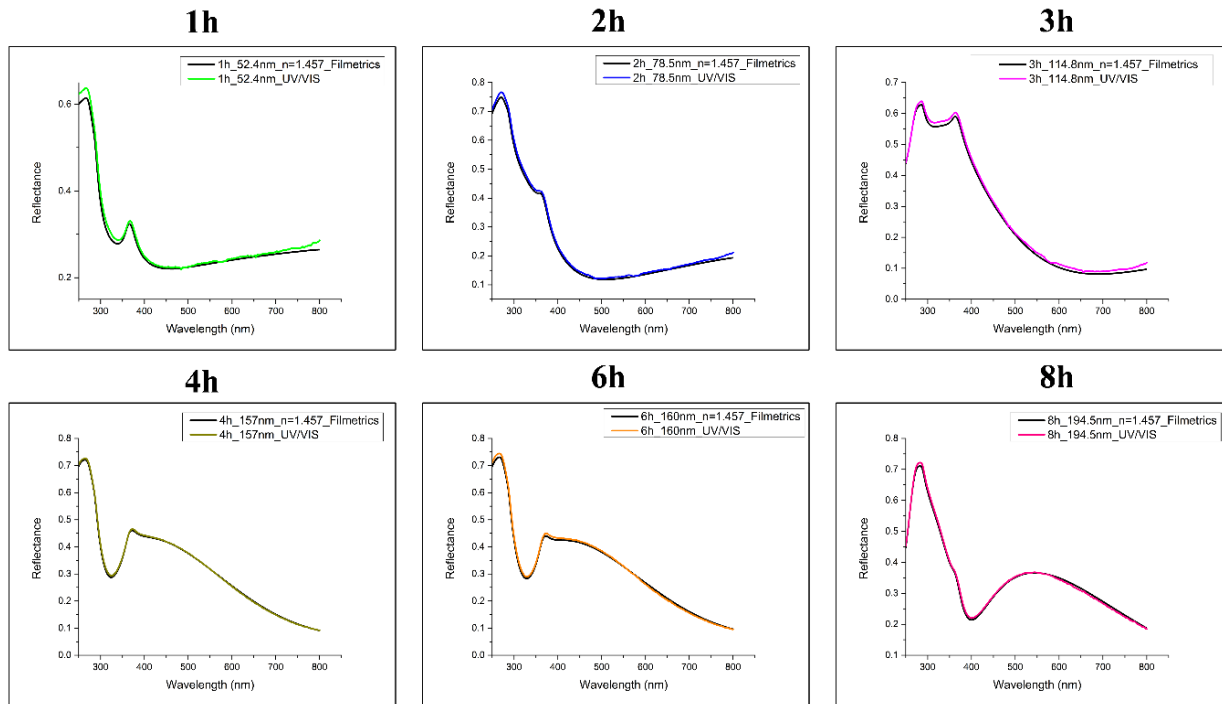 1h
1h_52.4nm_n=1.457_Filmetrics
1h_52.4nm_UV/VIS
0.6
0.4
0.2
Reflectance
300 400 500 600 700 800
Wavelength (nm)
2h
2h_78.5nm_n=1.457_Filmetrics
2h_78.5nm_UV/VIS
0.8
0.7
0.6
0.5
0.4
0.3
0.2
0.1
Reflectance
300 400 500 600 700 800
Wavelength (nm)
3h
3h_114.8nm_n=1.457_Filmetrics
3h_114.8nm_UV/VIS
0.7
0.6
0.5
0.4
0.3
0.2
0.1
0.0
Reflectance
300 400 500 600 700 800
Wavelength (nm)
4h
4h_157nm_n=1.457_Filmetrics
4h_157nm_UV/VIS
0.8
0.7
0.6
0.5
0.4
0.3
0.2
0.1
0.0
Reflectance
300 400 500 600 700 800
Wavelength (nm)
6h
6h_160nm_n=1.457_Filmetrics
6h_160nm_UV/VIS
0.8
0.7
0.6
0.5
0.4
0.3
0.2
0.1
0.0
Reflectance
300 400 500 600 700 800
Wavelength (nm)
8h
8h_194.5nm_n=1.457_Filmetrics
8h_194.5nm_UV/VIS
0.8
0.7
0.6
0.5
0.4
0.3
0.2
0.1
Reflectance
300 400 500 600 700 800
Wavelength (nm)